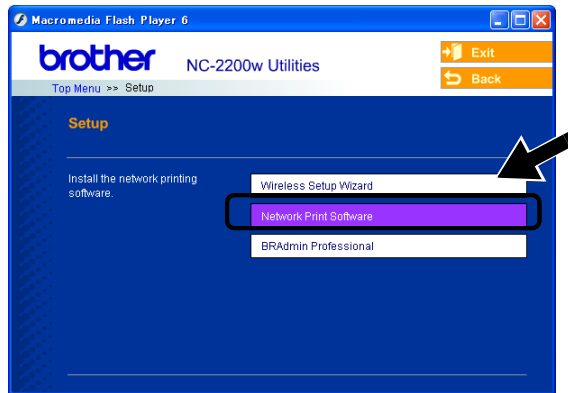 Macromedia Flash Player 6
brother
NC-2200w Utilities
Exit
Back
Top Menu >> Setup
Setup
Install the network printing
software.
Wireless Setup Wizard
Network Print Software
BRAdmin Professional